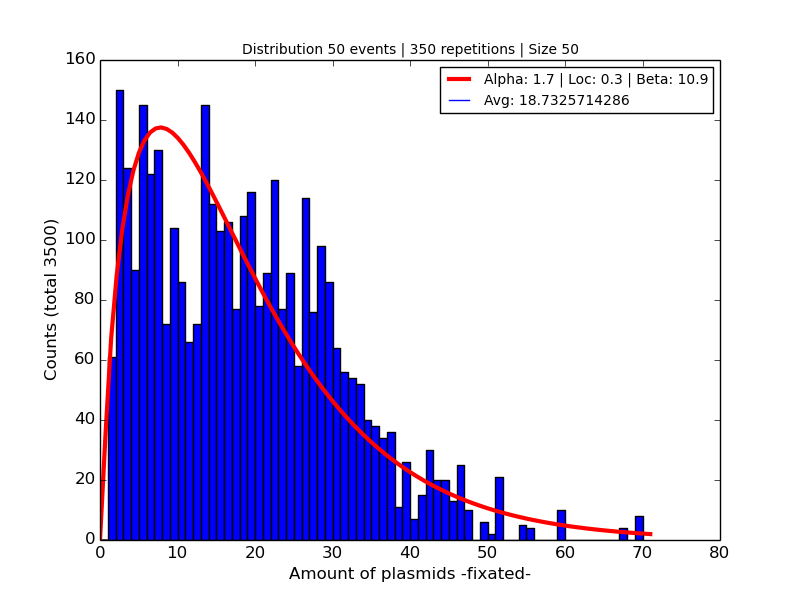 Distribution 50 events | 350 repetitions | Size 50
Alpha: 1.7 | Loc: 0.3 | Beta: 10.9
Avg: 18.7325714286
160
140
120
100
80
60
40
20
0
Counts (total 3500)
0 10 20 30 40 50 60 70 80
Amount of plasmids -fixated-